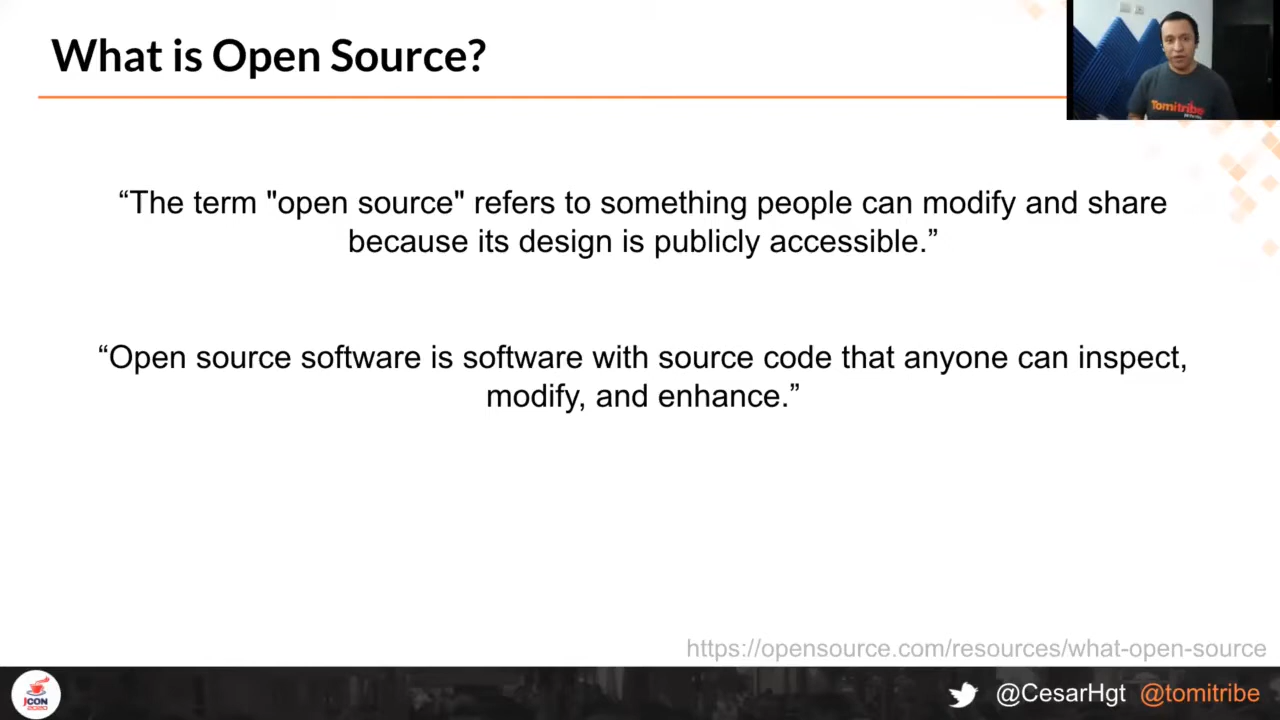 What is Open Source?
Tomitribe
“The term "open source" refers to something people can modify and share
because its design is publicly accessible.”
“Open source software is software with source code that anyone can inspect,
modify, and enhance.”
https://opensource.com/resources/what-open-source
JCON
2020
@CesarHgt @tomitribe